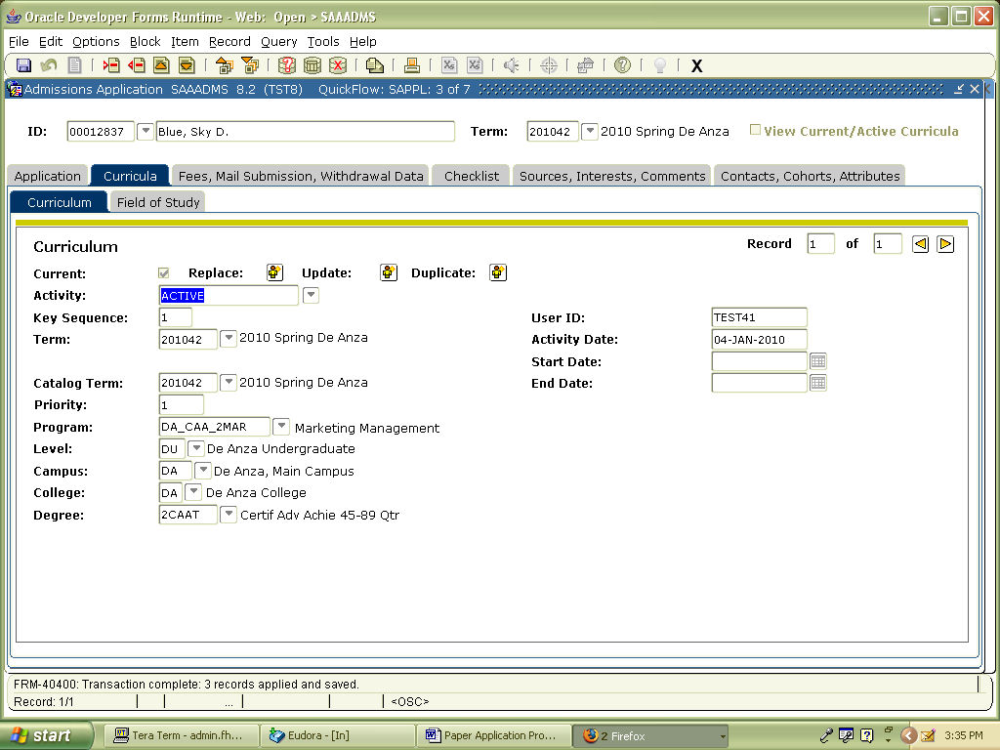 Oracle Developer Forms Runtime - Web: Open > SAAADMS
File Edit Options Block Item Record Query Tools Help
X
Admissions Application SAAADMS 8.2 (TST8) QuickFlow: SAPPL: 3 of 7
ID: 00012837 Blue, Sky D. Term: 201042 2010 Spring De Anza View Current/Active Curricula
Application Curricula Fees, Mail Submission, Withdrawal Data Checklist Sources, Interests, Comments Contacts, Cohorts, Attributes
Curriculum Field of Study
Curriculum Record 1 of 1
Current: Replace: Update: Duplicate:
Activity: ACTIVE
Key Sequence: 1 User ID: TEST41
Term: 201042 2010 Spring De Anza Activity Date: 04-JAN-2010
Start Date:
Catalog Term: 201042 2010 Spring De Anza End Date:
Priority: 1
Program: DA_CAA_2MAR Marketing Management
Level: DU De Anza Undergraduate
Campus: DA De Anza, Main Campus
College: DA De Anza College
Degree: 2CAAT Certif Adv Achie 45-89 Qtr
FRM-40400: Transaction complete: 3 records applied and saved.
Record: 1/1 ... <OSC>
start Tera Term - admin.fh... Eudora - [In] Paper Application Pro... 2 Firefox 3:35 PM